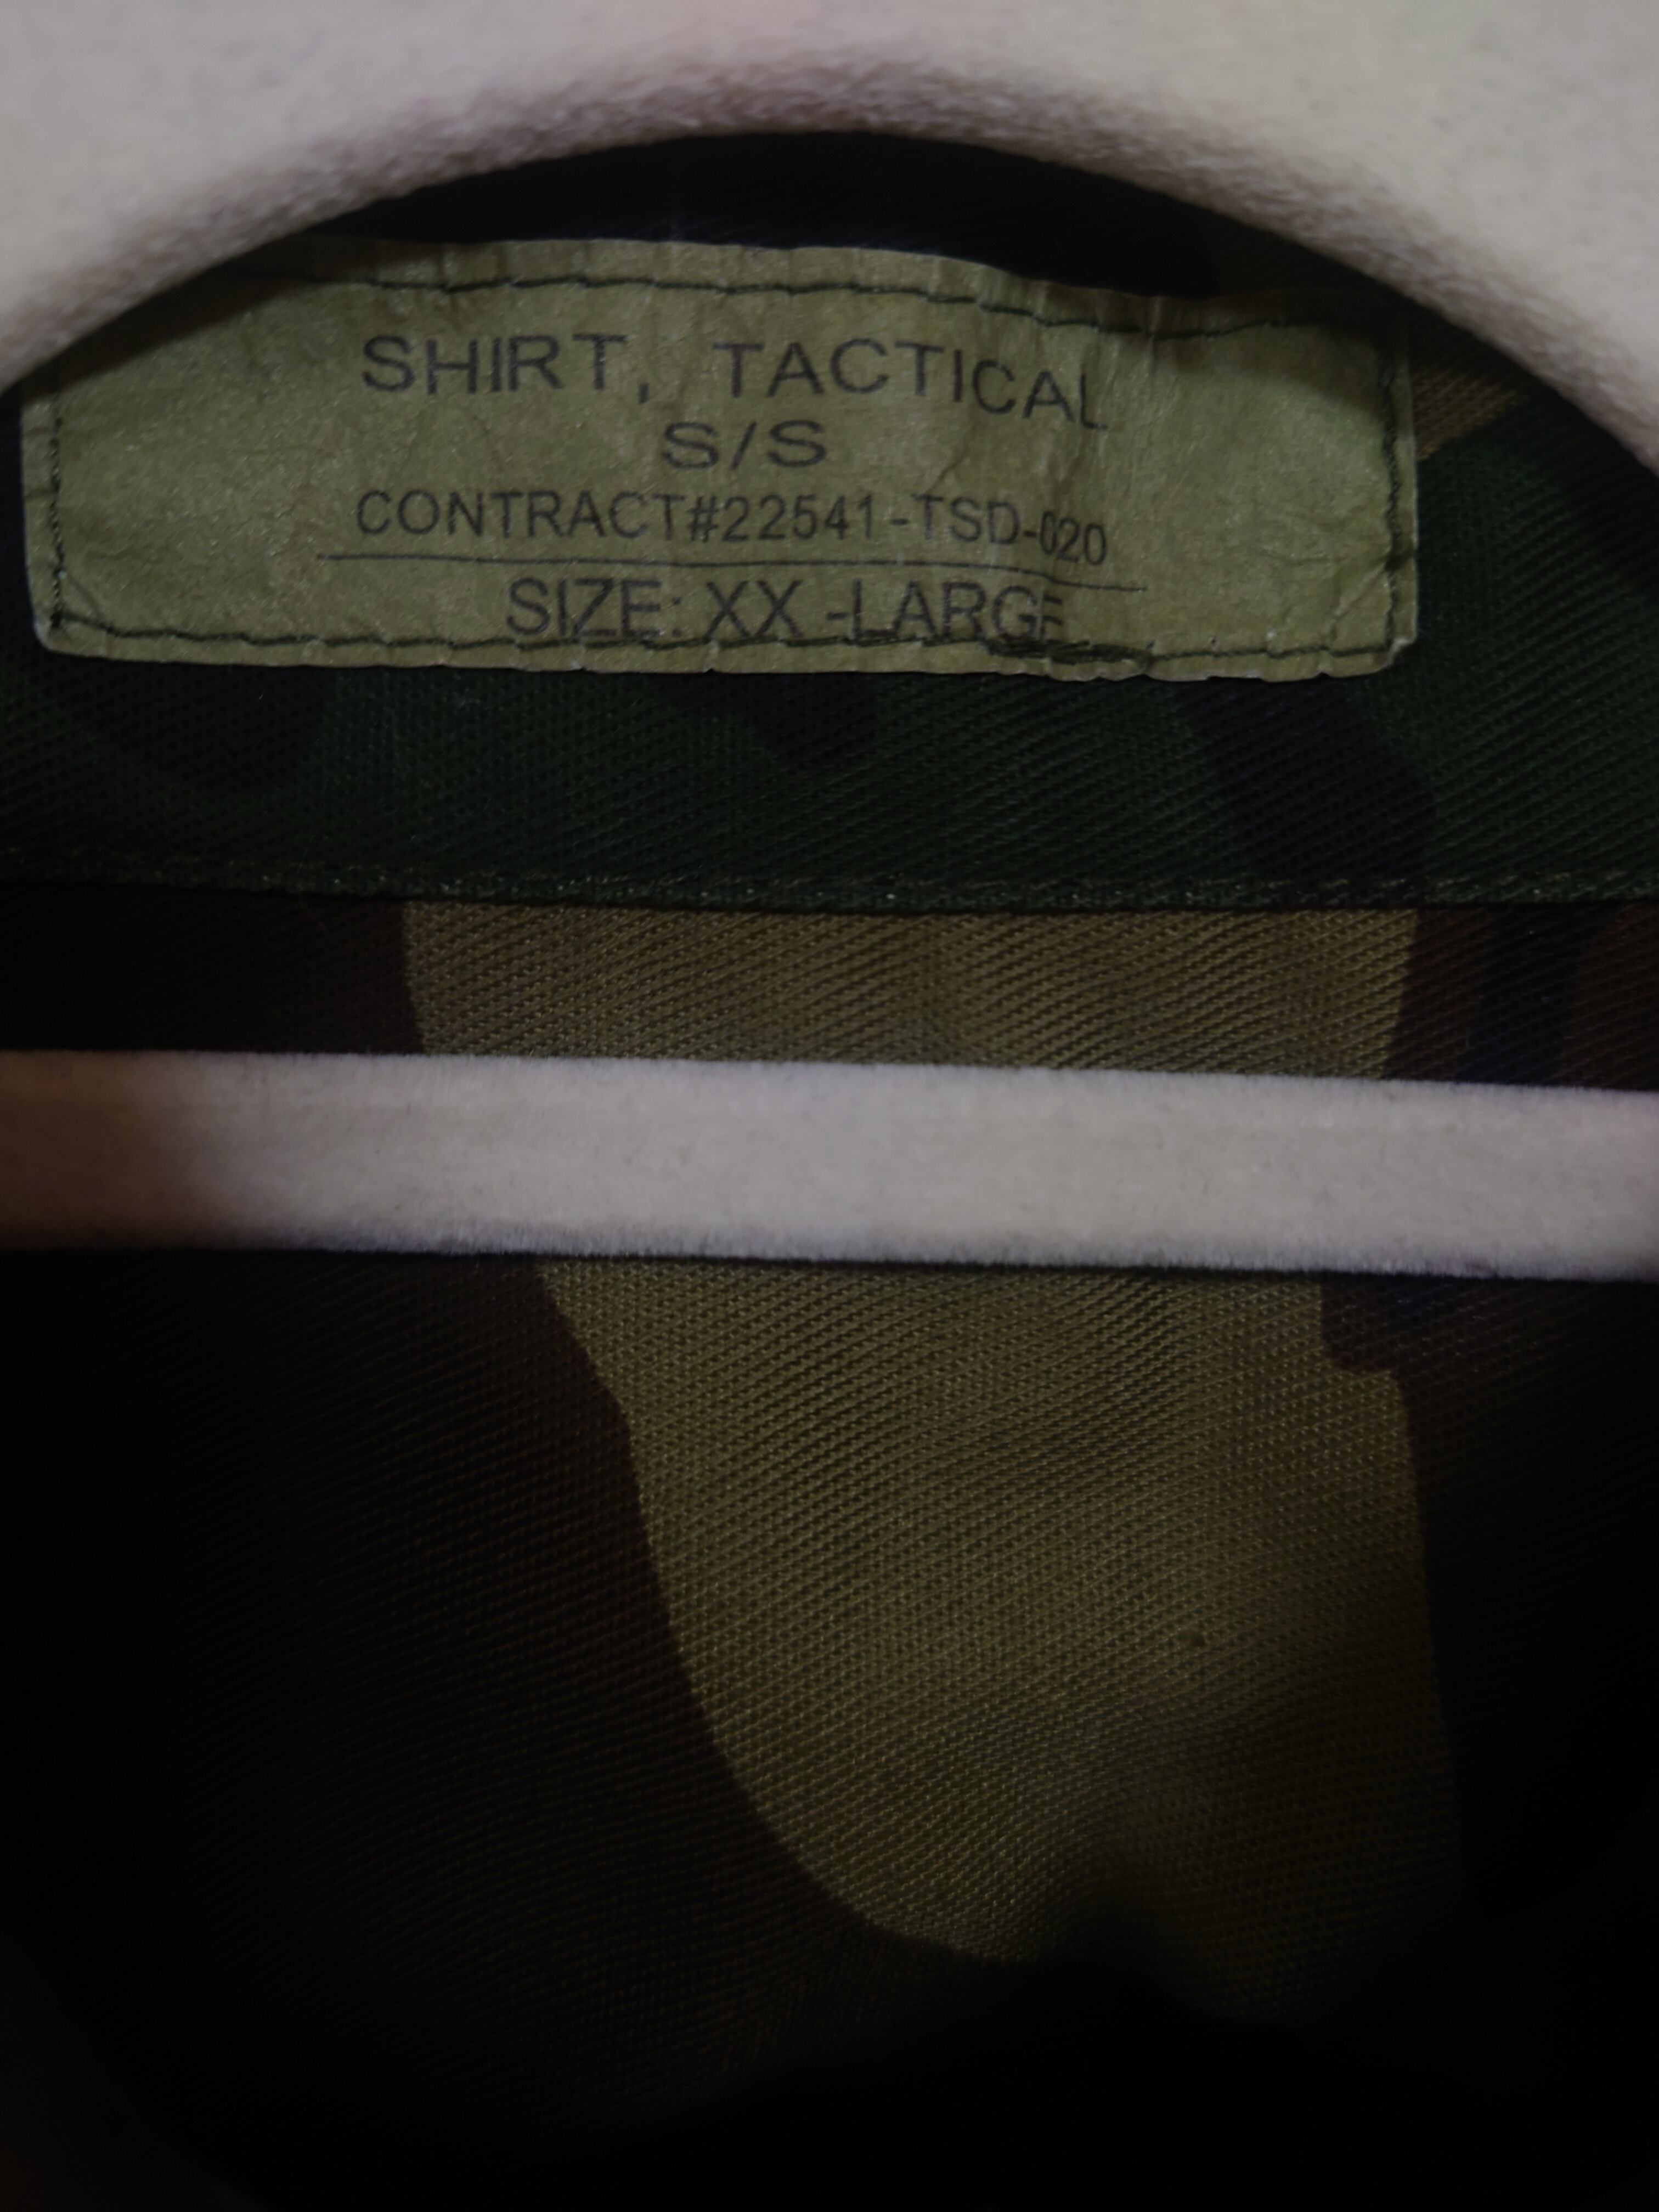 SHIRT, TACTICAL
S/S
CONTRACT#22541-TSD-020
SIZE: XX -LARGE